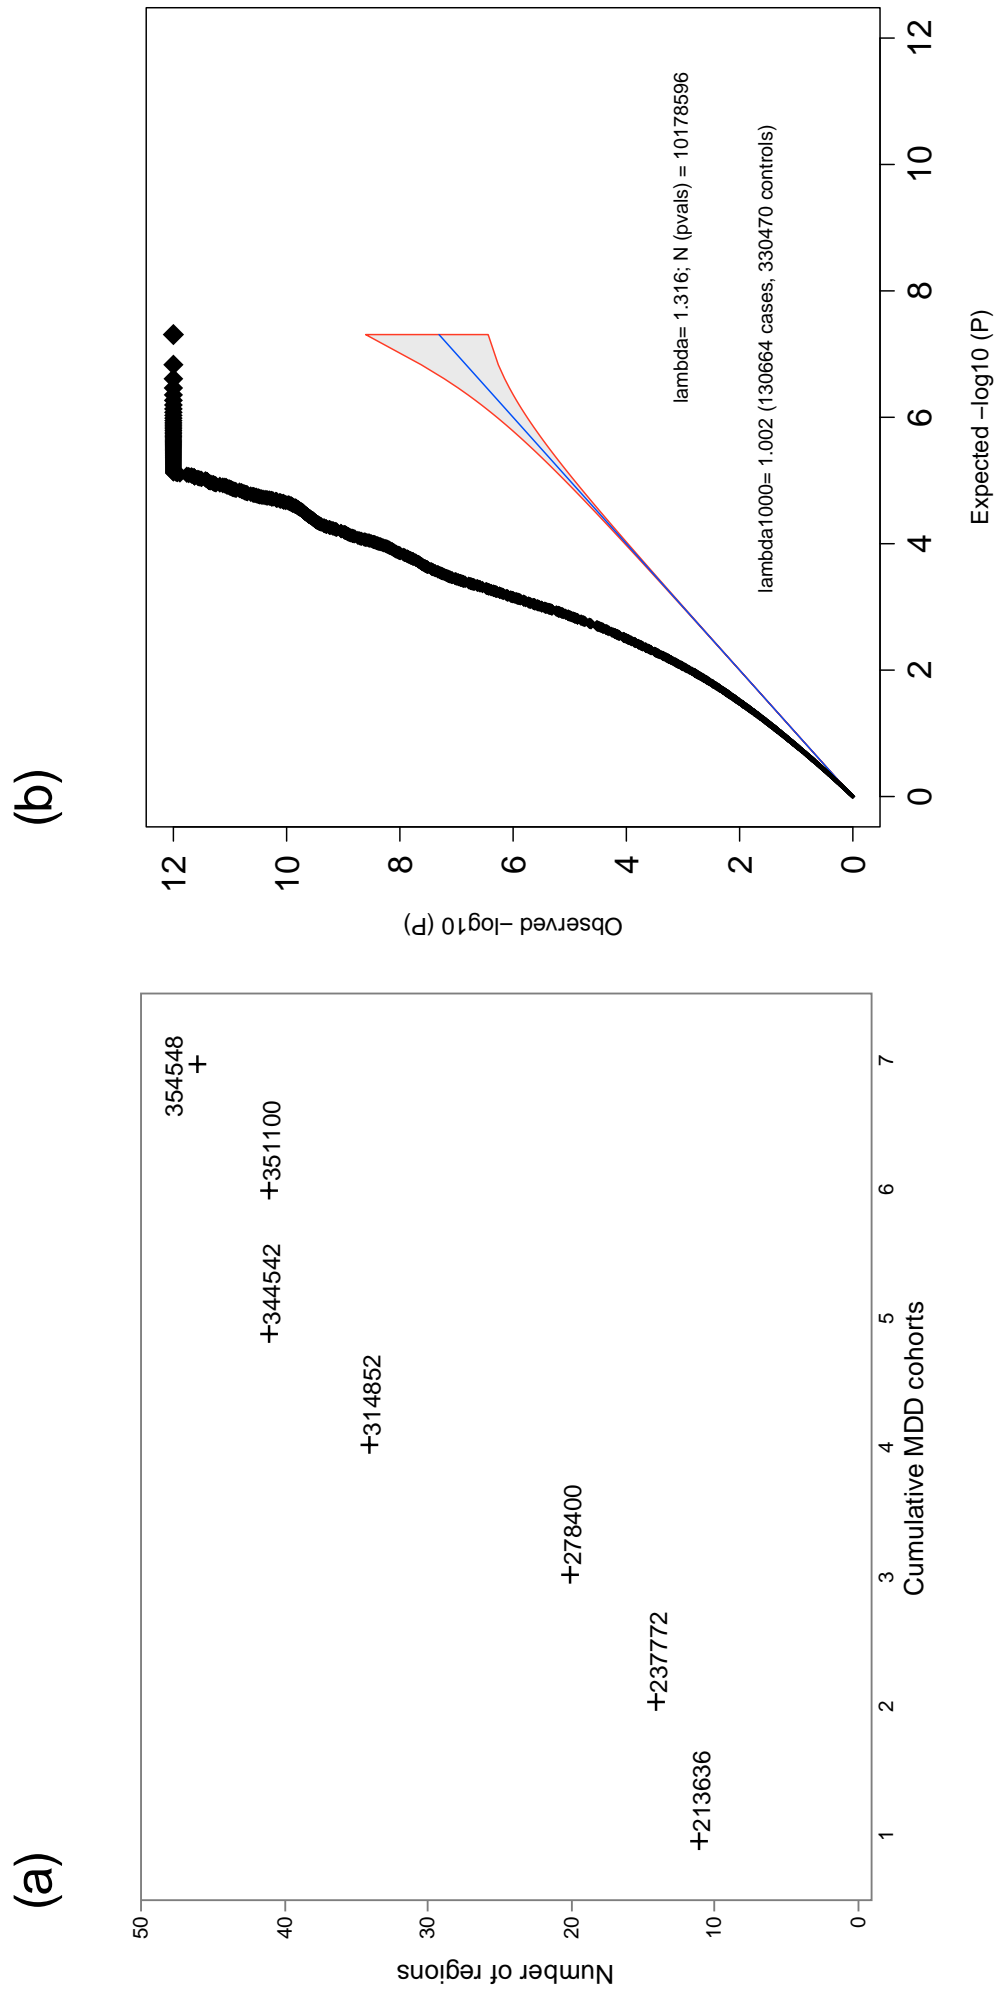 (a)
Number of regions
50
40
30
20
10
0
354548
351100
344542
314852
278400
237772
213636
1 2 3 4 5 6 7
Cumulative MDD cohorts
(b)
Observed −log10 (P)
12
10
8
6
4
2
0
lambda= 1.316; N (pvals) = 10178596
lambda1000= 1.002 (130664 cases, 330470 controls)
0 2 4 6 8 10 12
Expected −log10 (P)